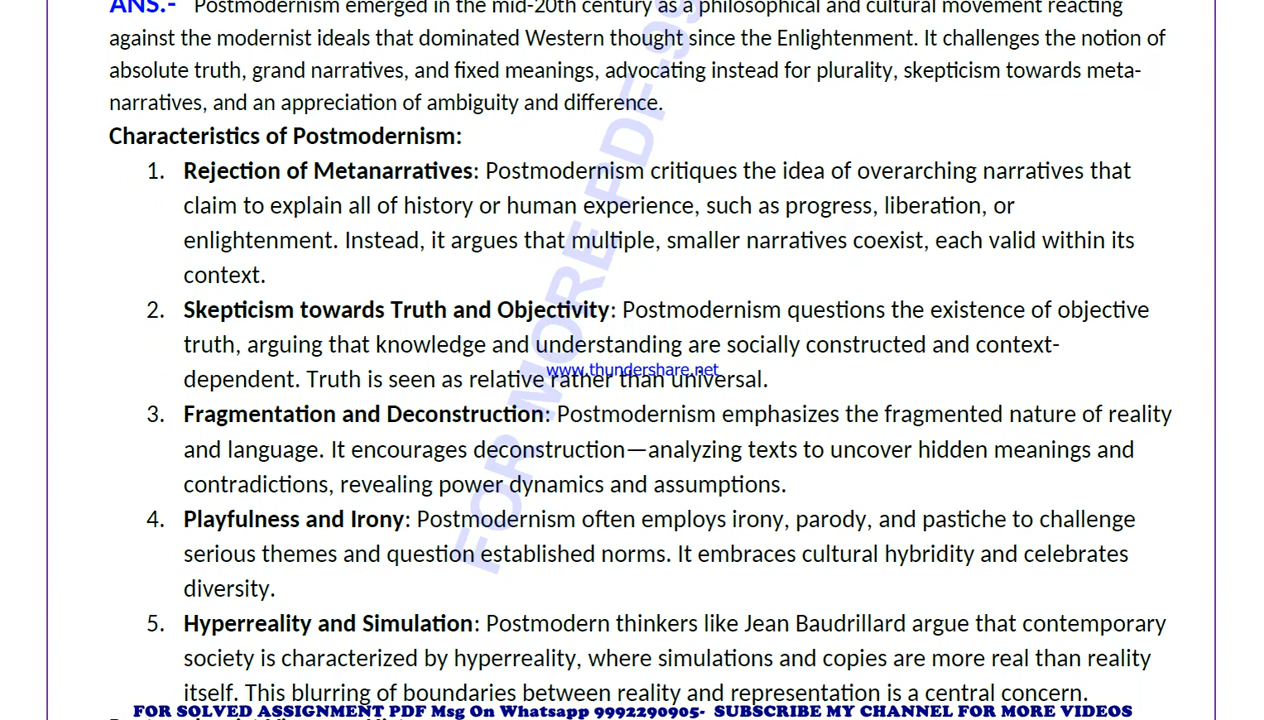 ANS.- Postmodernism emerged in the mid-20th century as a philosophical and cultural movement reacting
against the modernist ideals that dominated Western thought since the Enlightenment. It challenges the notion of
absolute truth, grand narratives, and fixed meanings, advocating instead for plurality, skepticism towards meta-
narratives, and an appreciation of ambiguity and difference.
Characteristics of Postmodernism:
1. Rejection of Metanarratives: Postmodernism critiques the idea of overarching narratives that
claim to explain all of history or human experience, such as progress, liberation, or
enlightenment. Instead, it argues that multiple, smaller narratives coexist, each valid within its
context.
2. Skepticism towards Truth and Objectivity: Postmodernism questions the existence of objective
truth, arguing that knowledge and understanding are socially constructed and context-
www.thundershare.net
dependent. Truth is seen as relative rather than universal.
3. Fragmentation and Deconstruction: Postmodernism emphasizes the fragmented nature of reality
and language. It encourages deconstruction—analyzing texts to uncover hidden meanings and
contradictions, revealing power dynamics and assumptions.
4. Playfulness and Irony: Postmodernism often employs irony, parody, and pastiche to challenge
serious themes and question established norms. It embraces cultural hybridity and celebrates
diversity.
5. Hyperreality and Simulation: Postmodern thinkers like Jean Baudrillard argue that contemporary
society is characterized by hyperreality, where simulations and copies are more real than reality
itself. This blurring of boundaries between reality and representation is a central concern.
FOR SOLVED ASSIGNMENT PDF Msg On Whatsapp 9992290905- SUBSCRIBE MY CHANNEL FOR MORE VIDEOS
FOR MORE PDF-99